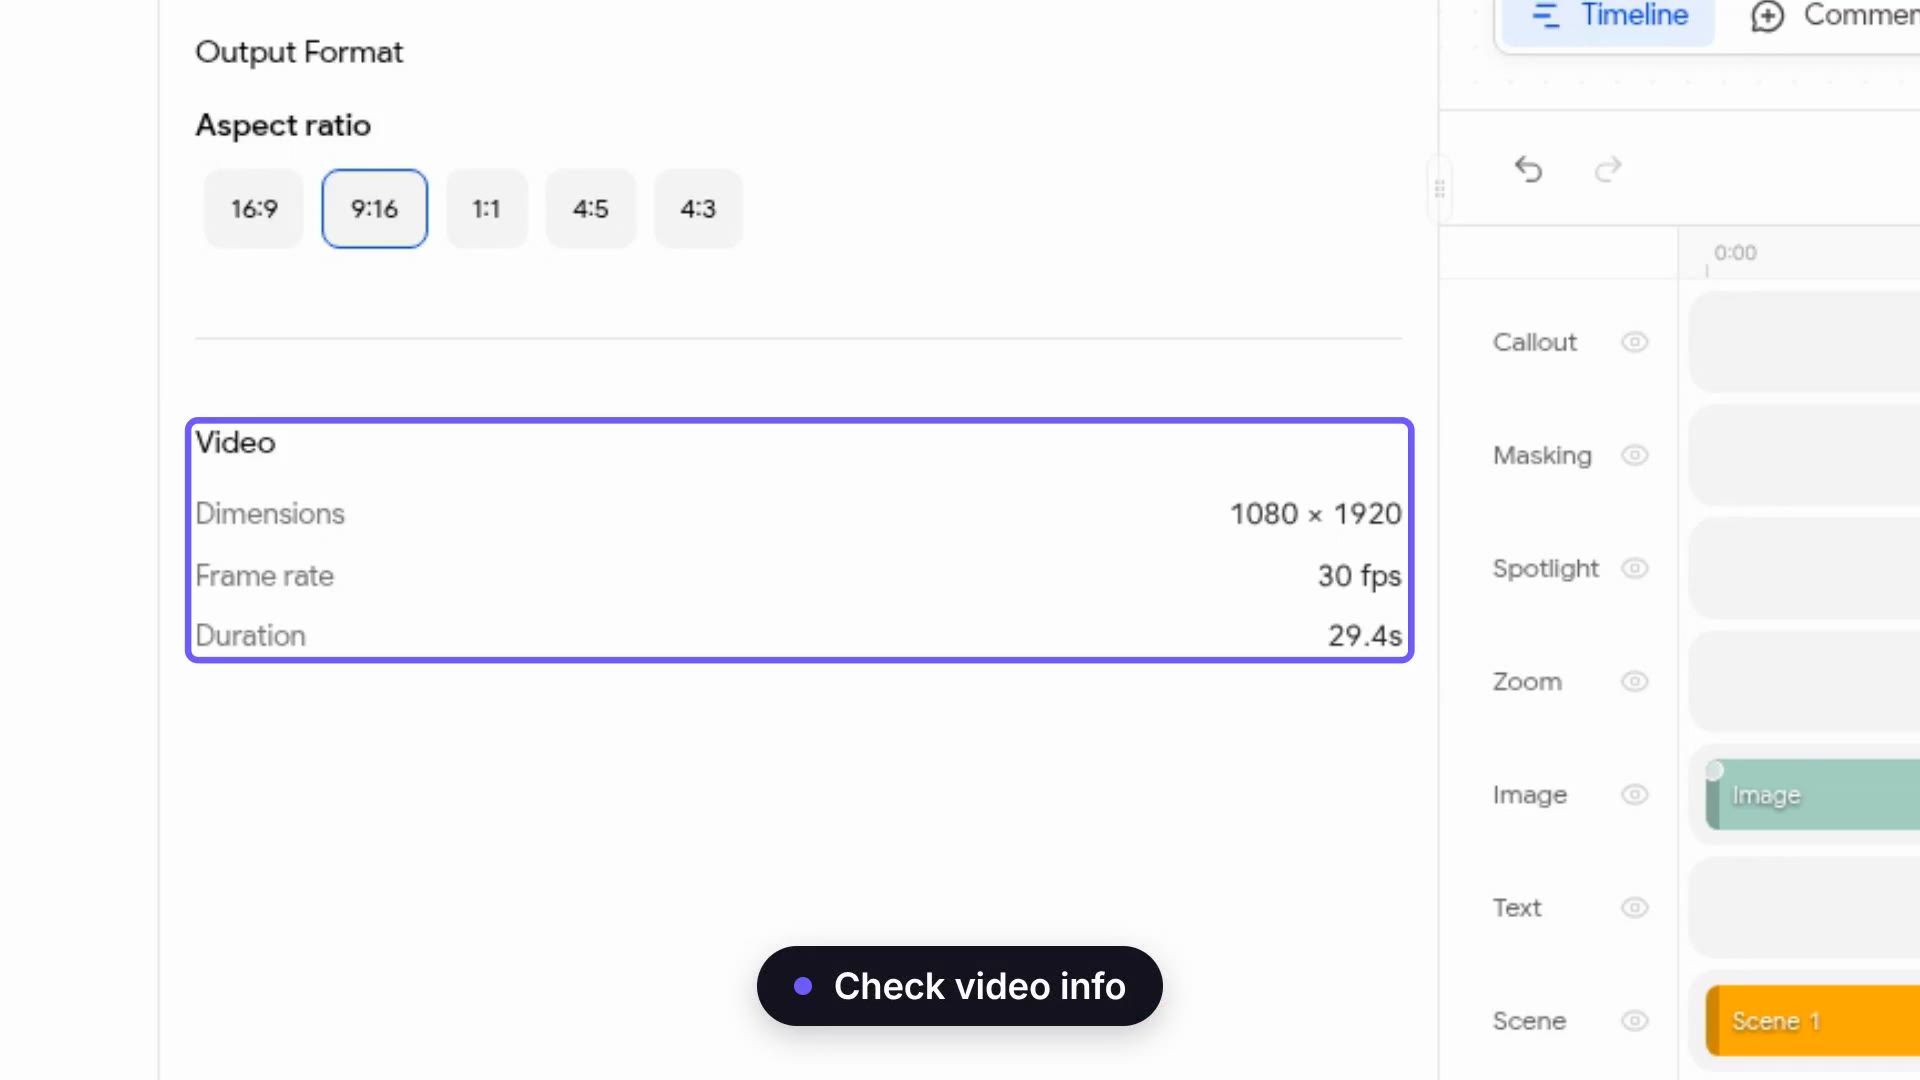 Output Format
Aspect ratio
16:9 9:16 1:1 4:5 4:3
Video
Dimensions 1080 × 1920
Frame rate 30 fps
Duration 29.4s
Check video info
Timeline Commen
0:00
Callout
Masking
Spotlight
Zoom
Image Image
Text
Scene Scene 1